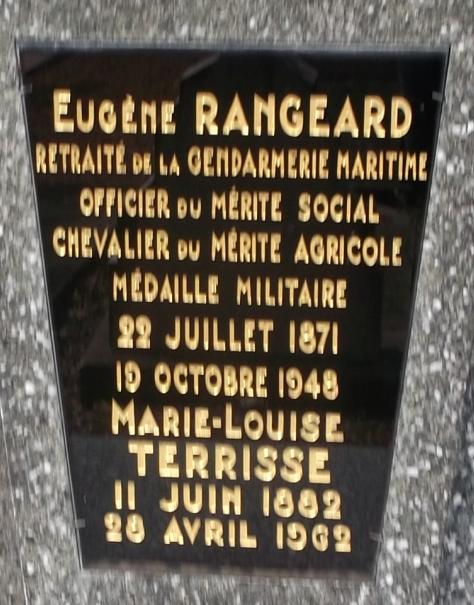 EUGÈNE RANGEARD
RETRAITÉ DE LA GENDARMERIE MARITIME
OFFICIER DU MÉRITE SOCIAL
CHEVALIER DU MÉRITE AGRICOLE
MÉDAILLE MILITAIRE
22 JUILLET 1871
19 OCTOBRE 1948
MARIE-LOUISE
TERRISSE
11 JUIN 1882
28 AVRIL 1962